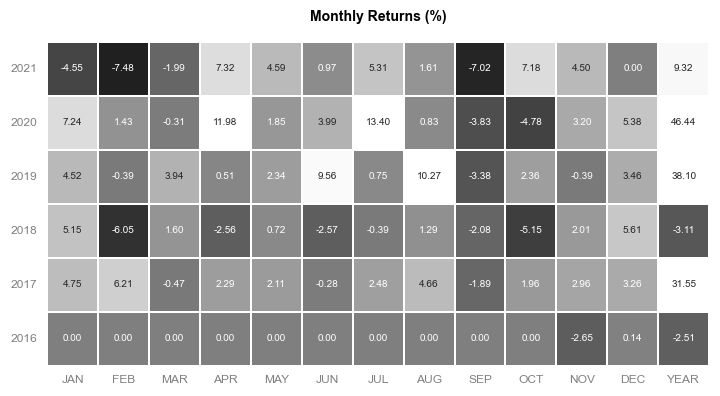 Monthly Returns (%)
2021 -4.55 -7.48 -1.99 7.32 4.59 0.97 5.31 1.61 -7.02 7.18 4.50 0.00 9.32
2020 7.24 1.43 -0.31 11.98 1.85 3.99 13.40 0.83 -3.83 -4.78 3.20 5.38 46.44
2019 4.52 -0.39 3.94 0.51 2.34 9.56 0.75 10.27 -3.38 2.36 -0.39 3.46 38.10
2018 5.15 -6.05 1.60 -2.56 0.72 -2.57 -0.39 1.29 -2.08 -5.15 2.01 5.61 -3.11
2017 4.75 6.21 -0.47 2.29 2.11 -0.28 2.48 4.66 -1.89 1.96 2.96 3.26 31.55
2016 0.00 0.00 0.00 0.00 0.00 0.00 0.00 0.00 0.00 0.00 -2.65 0.14 -2.51
JAN FEB MAR APR MAY JUN JUL AUG SEP OCT NOV DEC YEAR